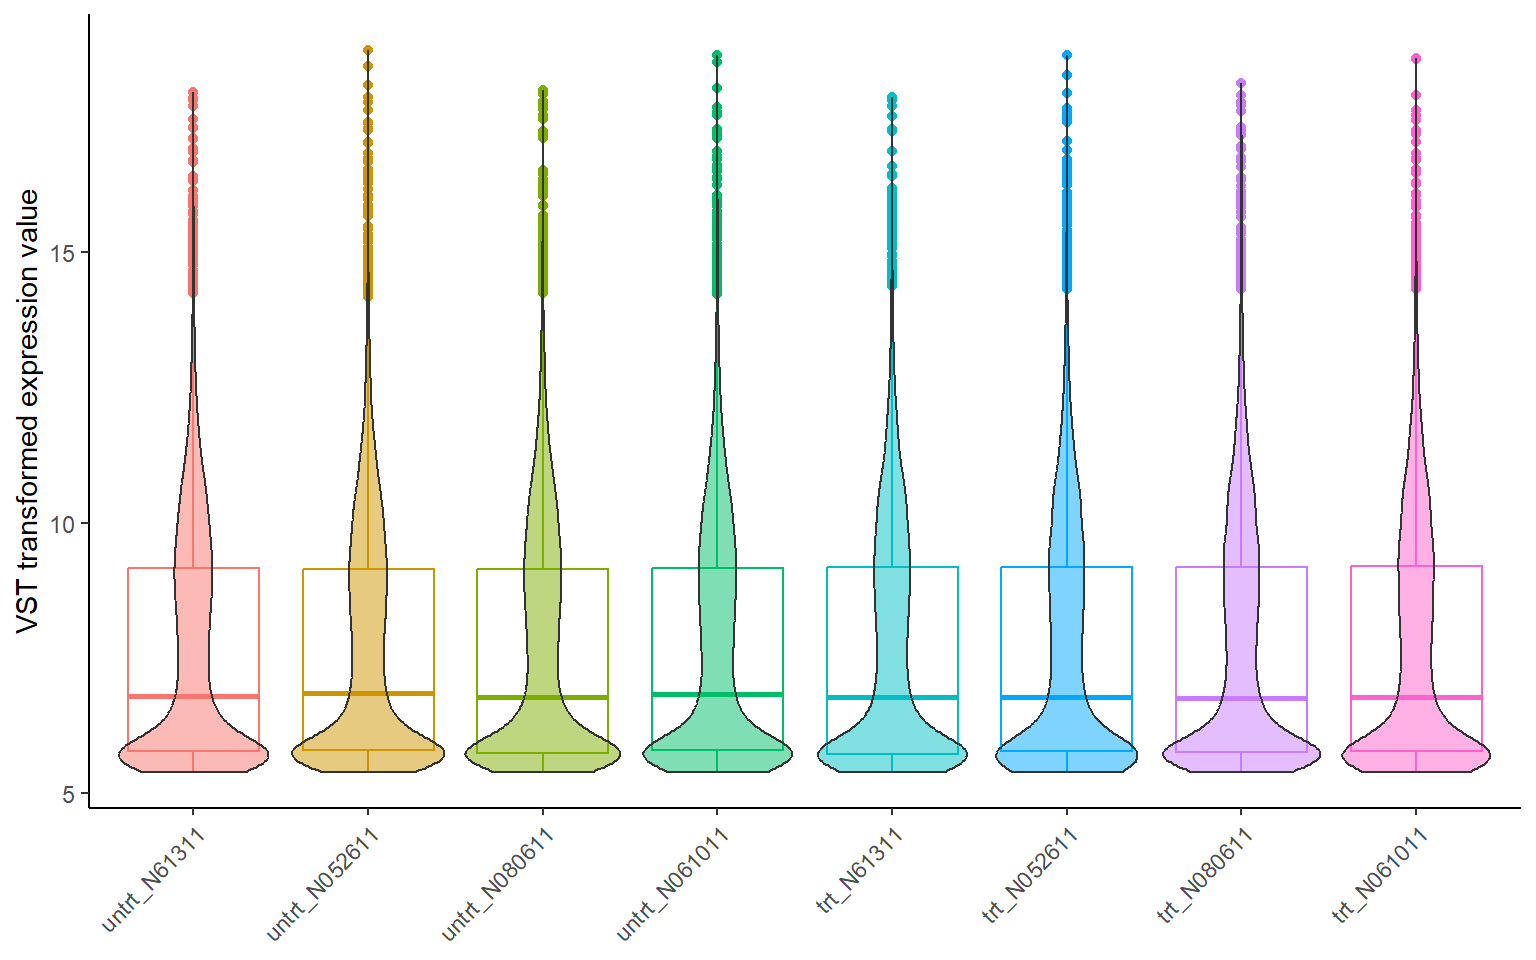 VST transformed expression value
15
10
5
untrt_N61311
untrt_N052611
untrt_N080611
untrt_N061011
trt_N61311
trt_N052611
trt_N080611
trt_N061011